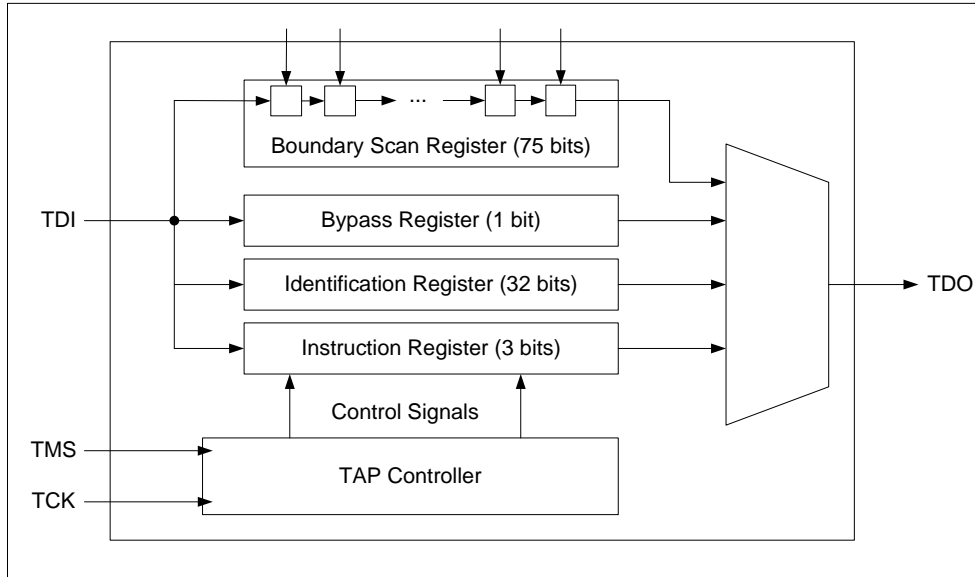 ...
Boundary Scan Register (75 bits)
TDI
Bypass Register (1 bit)
Identification Register (32 bits)
TDO
Instruction Register (3 bits)
Control Signals
TMS
TAP Controller
TCK